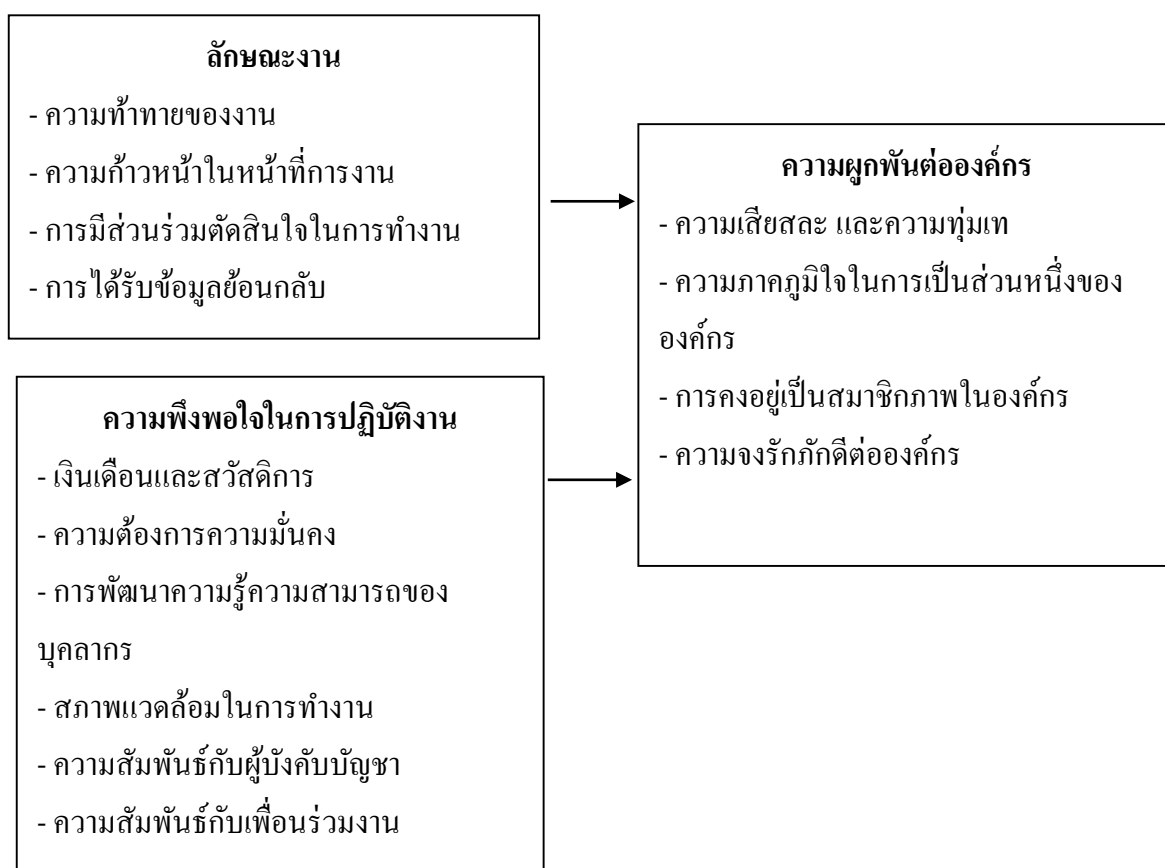 ลักษณะงาน
- ความท้าทายของงาน
- ความก้าวหน้าในหน้าที่การงาน
- การมีส่วนร่วมตัดสินใจในการทำงาน
- การได้รับข้อมูลย้อนกลับ
ความพึงพอใจในการปฏิบัติงาน
- เงินเดือนและสวัสดิการ
- ความต้องการความมั่นคง
- การพัฒนาความรู้ความสามารถของ
บุคลากร
- สภาพแวดล้อมในการทำงาน
- ความสัมพันธ์กับผู้บังคับบัญชา
- ความสัมพันธ์กับเพื่อนร่วมงาน
ความผูกพันต่อองค์กร
- ความเสียสละ และความทุ่มเท
- ความภาคภูมิใจในการเป็นส่วนหนึ่งของ
องค์กร
- การคงอยู่เป็นสมาชิกภาพในองค์กร
- ความจงรักภักดีต่อองค์กร